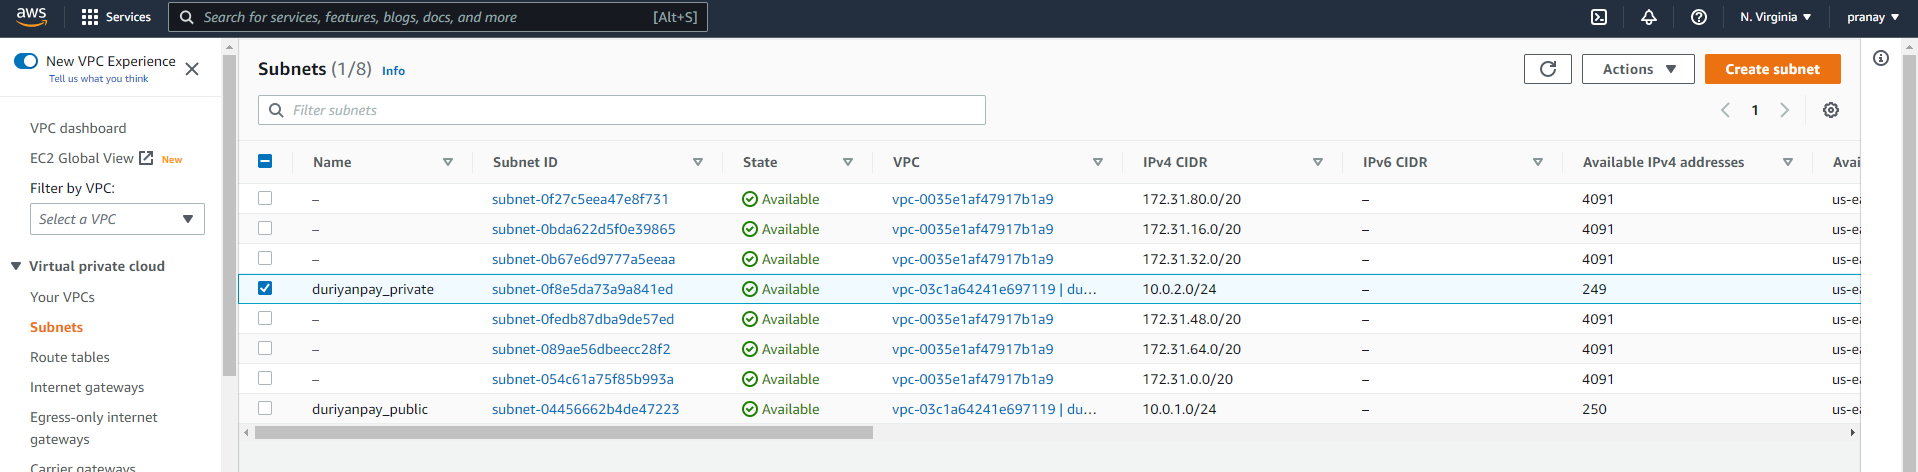 aws
Services
Search for services, features, blogs, docs, and more
[Alt+S]
N. Virginia
pranay
New VPC Experience
Tell us what you think
VPC dashboard
EC2 Global View New
Filter by VPC:
Select a VPC
Virtual private cloud
Your VPCs
Subnets
Route tables
Internet gateways
Egress-only internet
gateways
Carrier gateways
Subnets (1/8) Info
Actions
Create subnet
Filter subnets
1
Name Subnet ID State VPC IPv4 CIDR IPv6 CIDR Available IPv4 addresses Avai
– subnet-0f27c5eea47e8f731 Available vpc-0035e1af47917b1a9 172.31.80.0/20 – 4091 us-ea
– subnet-0bda622d5f0e39865 Available vpc-0035e1af47917b1a9 172.31.16.0/20 – 4091 us-ea
– subnet-0b67e6d9777a5eeaa Available vpc-0035e1af47917b1a9 172.31.32.0/20 – 4091 us-ea
duriyanpay_private subnet-0f8e5da73a9a841ed Available vpc-03c1a64241e697119 | du... 10.0.2.0/24 – 249 us-ea
– subnet-0fedb87dba9de57ed Available vpc-0035e1af47917b1a9 172.31.48.0/20 – 4091 us-ea
– subnet-089ae56dbeecc28f2 Available vpc-0035e1af47917b1a9 172.31.64.0/20 – 4091 us-ea
– subnet-054c61a75f85b993a Available vpc-0035e1af47917b1a9 172.31.0.0/20 – 4091 us-ea
duriyanpay_public subnet-04456662b4de47223 Available vpc-03c1a64241e697119 | du... 10.0.1.0/24 – 250 us-ea